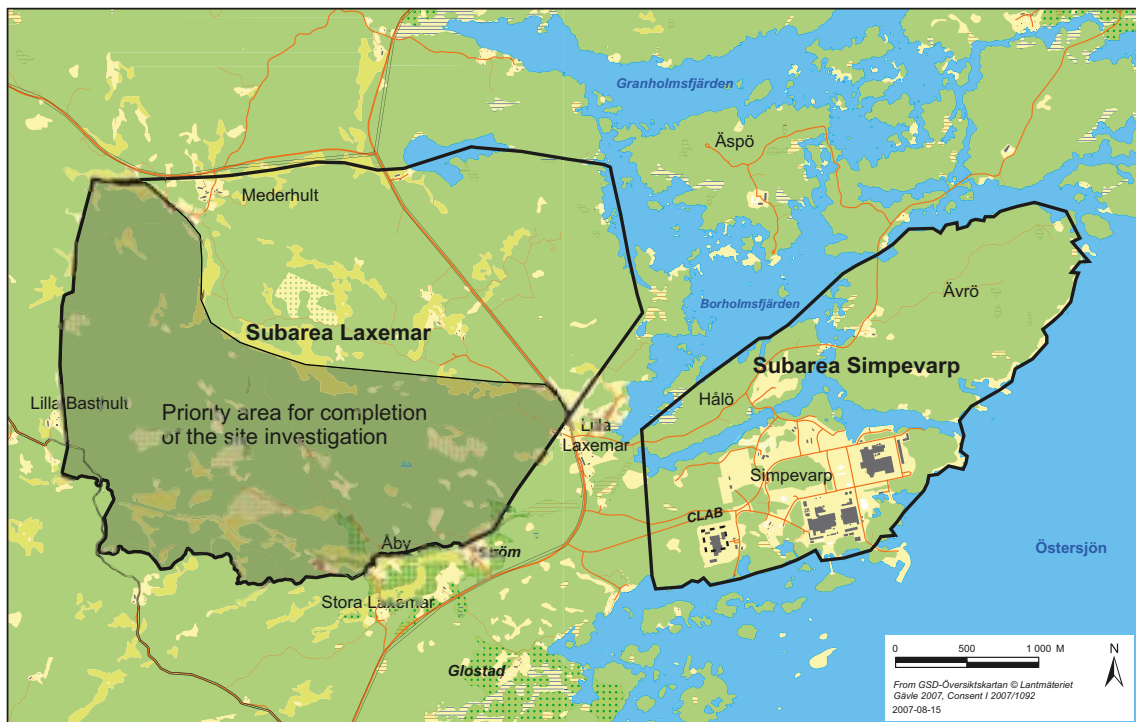 Granholmsfjärden
Äspö
Mederhult
Ävrö
Borholmsfjärden
Subarea Laxemar
Subarea Simpevarp
Hålö
Lilla Basthult
Priority area for completion
of the site investigation
Lilla
Laxemar
Simpevarp
CLAB
Åby
Ström
Östersjön
Stora Laxemar
Glostad
0 500 1 000 M
N
From GSD-Översiktskartan © Lantmäteriet
Gävle 2007, Consent I 2007/1092
2007-08-15